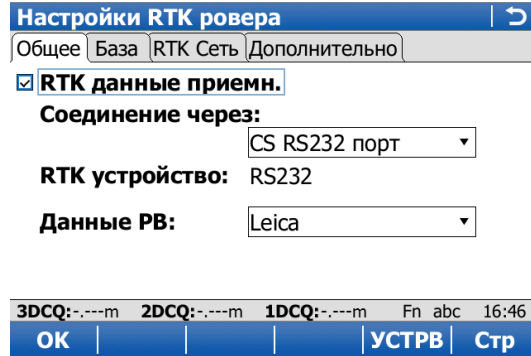 Настройки RTK ровера
Общее База RTK Сеть Дополнительно
RTK данные приемн.
Соединение через:
CS RS232 порт
RTK устройство: RS232
Данные РВ: Leica
3DCQ:-.---m 2DCQ:-.---m 1DCQ:-.---m Fn abc 16:46
ОК УСТРВ Стр